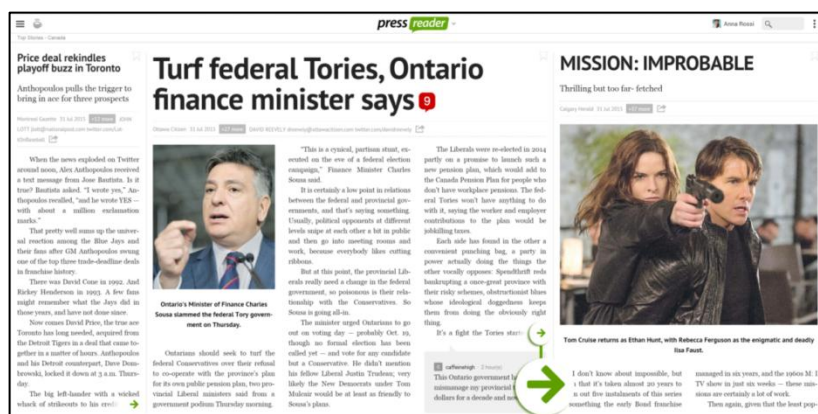 pressreader
Anna Rossi
Top Stories - Canada
Price deal rekindles
playoff buzz in Toronto
Anthopoulos pulls the trigger to
bring in ace for three prospects
Montreal Gazette 31 Jul 2015 +17 more JOHN
When the news exploded on Twitter
around noon, Alex Anthopoulos received
a text message from Jose Bautista. Is it
true? Bautista asked. "I wrote yes," An-
thopoulos recalled, "and he wrote YES —
with about a million exclamation
marks."
That pretty well sums up the univer-
sal reaction among the Blue Jays and
their fans after GM Anthopoulos swung
one of the top three trade-deadline deals
in franchise history.
There was David Cone in 1992. And
Rickey Henderson in 1993. A few fans
might remember what the Jays did in
those years, and have not done since.
Now comes David Price, the true ace
Toronto has long needed, acquired from
the Detroit Tigers in a deal that came to-
gether in a matter of hours. Anthopoulos
and his Detroit counterpart, Dave Dom-
browski, locked it down at 3 a.m. Thurs-
day.
The big left-hander with a wicked
whack of strikeouts to his
Turf federal Tories, Ontario
finance minister says 9
Ottawa Citizen 31 Jul 2015 +17 more DAVID REEVELY
Ontario's Minister of Finance Charles
Sousa slammed the federal Tory govern-
ment on Thursday.
Ontarians should seek to turf the
federal Conservatives over their refusal
to co-operate with the province's plan
for its own public pension plan, two pro-
vincial Liberal ministers said from a
government podium Thursday morning.
"This is a cynical, partisan stunt, ex-
ecuted on the eve of a federal election
campaign," Finance Minister Charles
Sousa said.
It is certainly a low point in relations
between the federal and provincial gov-
ernments, and that's saying something.
Usually, political opponents at different
levels snipe at each other a bit in public
and then go into meeting rooms and
work, because everybody likes cutting
ribbons.
But at this point, the provincial Lib-
erals really need a change in the federal
government, so poisonous is their rela-
tionship with the Conservatives. So
Sousa is going all-in.
The minister urged Ontarians to go
out on voting day — probably Oct. 19,
though no formal election has been
called yet — and vote for any candidate
but a Conservative. He didn't mention
his fellow Liberal Justin Trudeau; very
likely the New Democrats under Tom
Mulcair would be at least as friendly to
Sousa's plans.
The Liberals were re-elected in 2014
partly on a promise to launch such a
new pension plan, which would add to
the Canada Pension Plan for people who
don't have workplace pensions. The fed-
eral Tories won't have anything to do
with it, saying the worker and employer
contributions to the plan would be
jobkilling taxes.
Each side has found in the other a
convenient punching bag, a party in
power actually doing the things the
other vocally opposes: Spendthrift reds
bankrupting a once-great province with
their risky schemes, obstructionist blues
whose ideological doggedness keeps
them from doing the obviously right
thing.
It's a fight the Tories
caffeinehigh 2 hours
This Ontario government
mismanage my provincial
dollars for a decade and
MISSION: IMPROBABLE
Thrilling but too far- fetched
Calgary Herald 31 Jul 2015 +12 more
Tom Cruise returns as Ethan Hunt, with Rebecca Ferguson as the enigmatic and deadly
Ilsa Faust.
I don't know about impossible, but
that it's taken almost 20 years to
out five instalments of this series
something the early Bond franchise
managed in six years, and the 1960s M: I
TV show in just six weeks — these mis-
sions are certainly a lot of work.
Then again, given that the least pop-